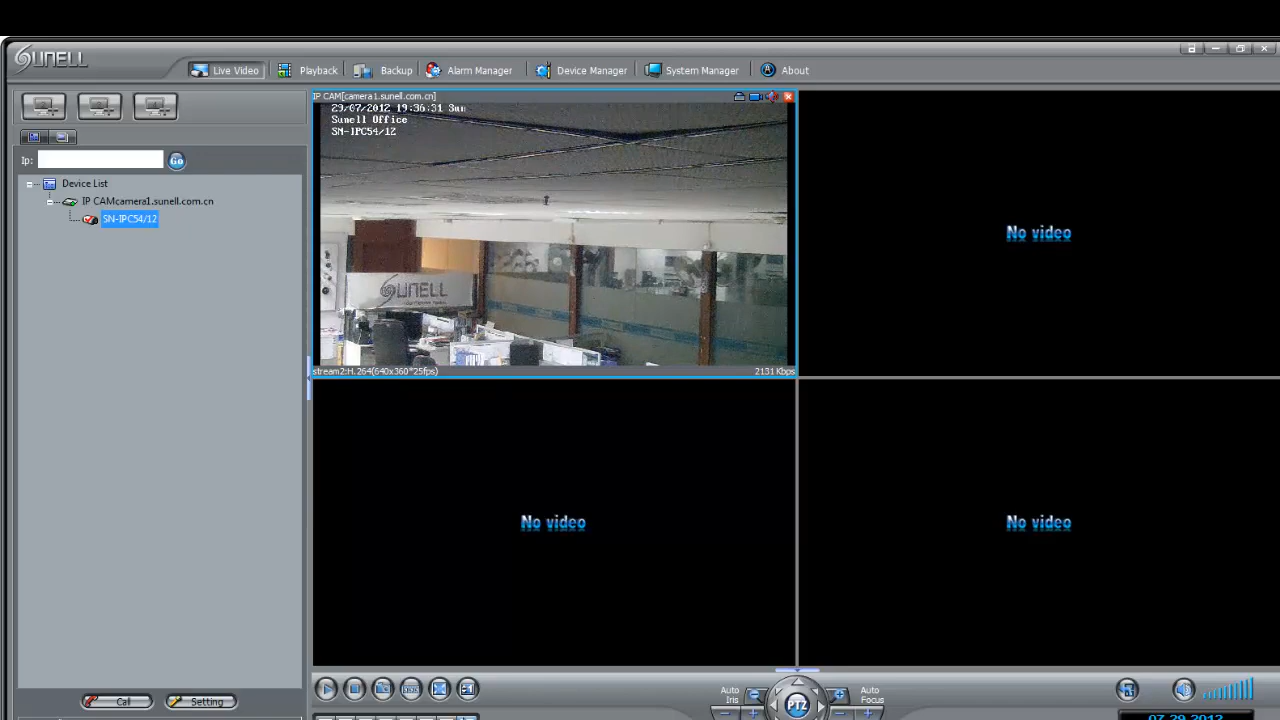 SUNELL
Live Video Playback Backup Alarm Manager Device Manager System Manager About
IP CAM[camera1.sunell.com.cn]
29/07/2012 19:36:31 Sun
Sunell Office
SN-IPC54/12
Ip: Go
Device List
IP CAMcamera1.sunell.com.cn
SN-IPC54/12
No video
SUNELL
stream2:H.264(640x360*25fps) 2131 Kbps
No video
No video
Call Setting
Auto Iris
PTZ
Auto Focus
07-29-2012